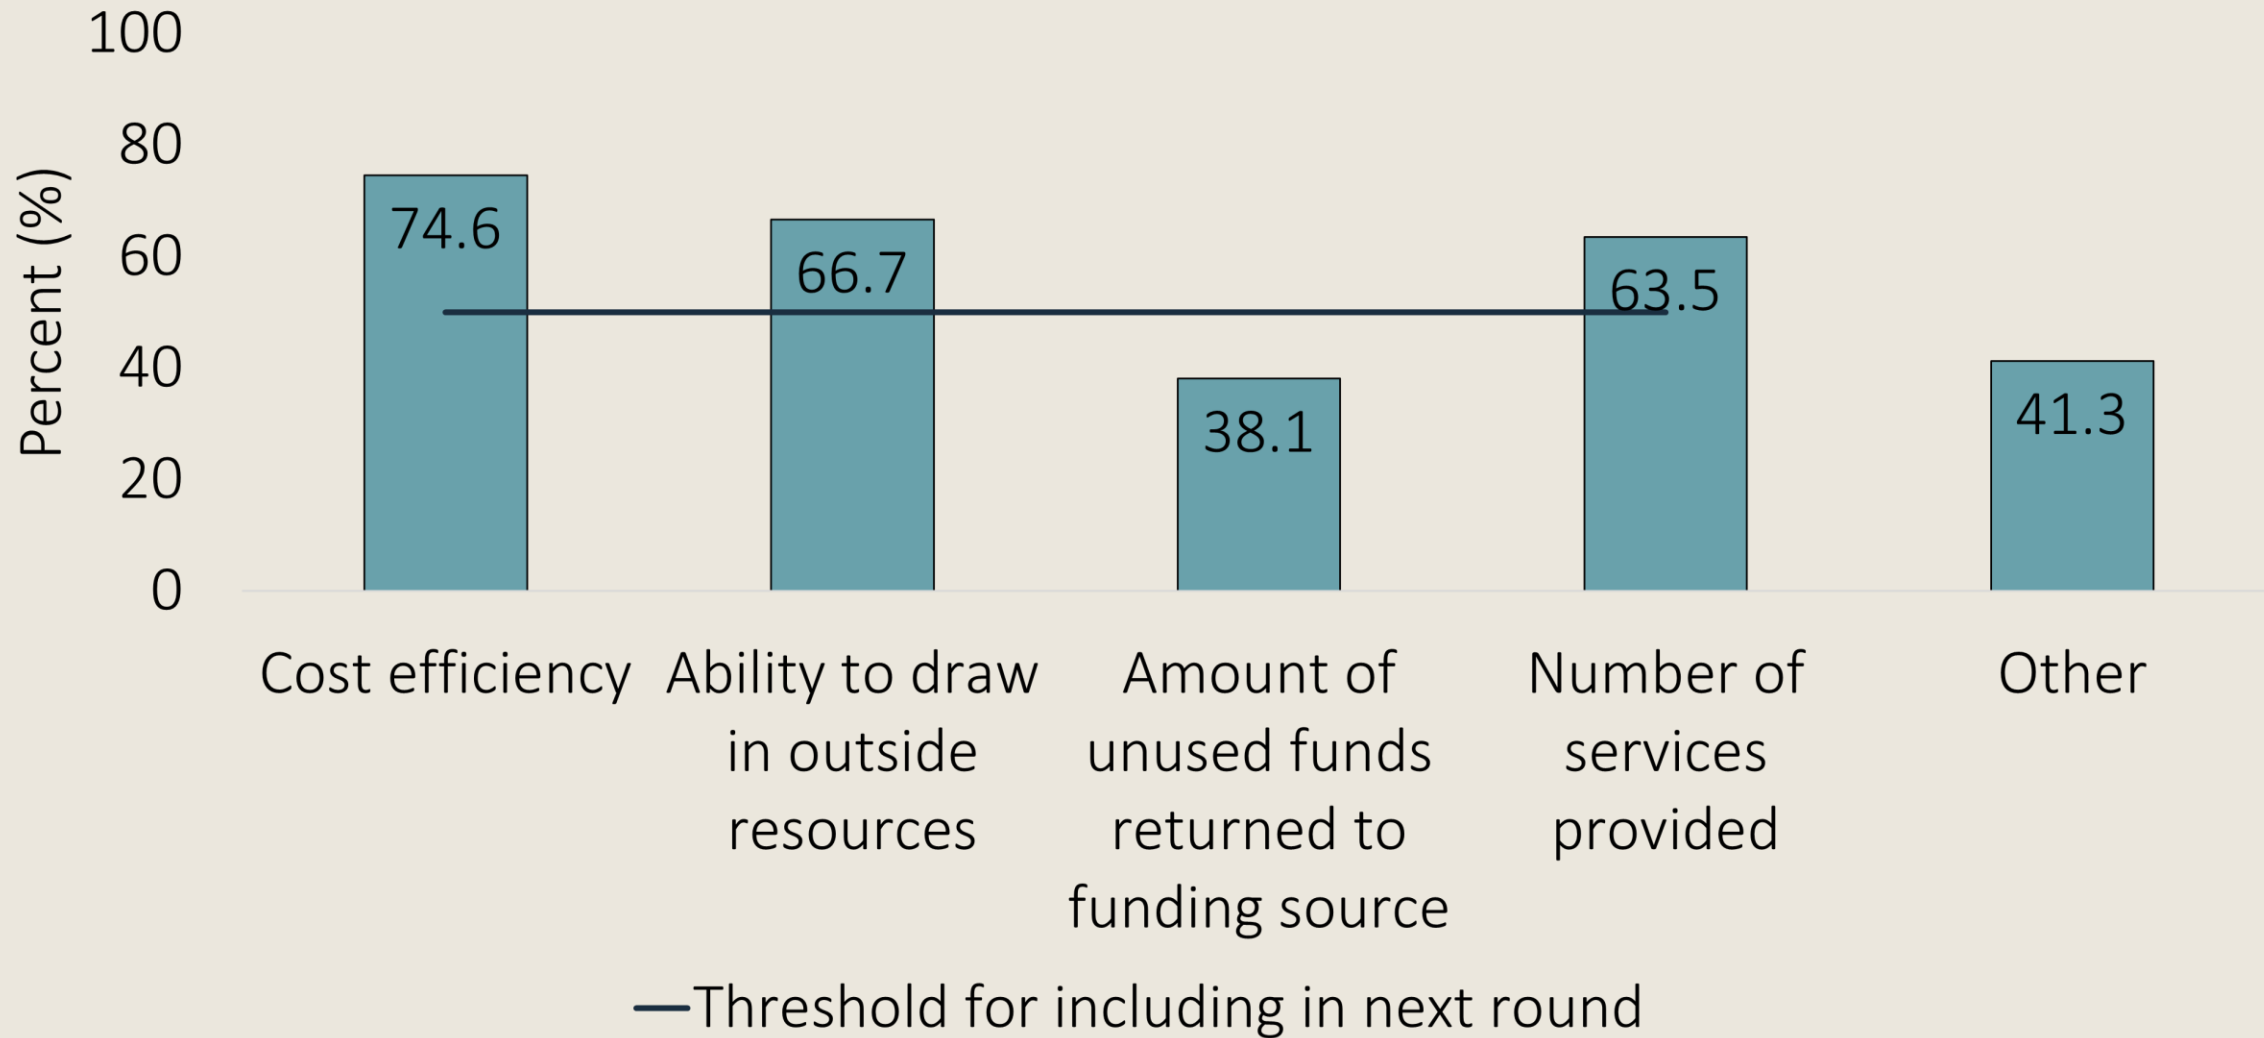 Percent (%)
100
80
60
40
20
0
74.6
66.7
38.1
63.5
41.3
Cost efficiency
Ability to draw
in outside
resources
Amount of
unused funds
returned to
funding source
Number of
services
provided
Other
Threshold for including in next round